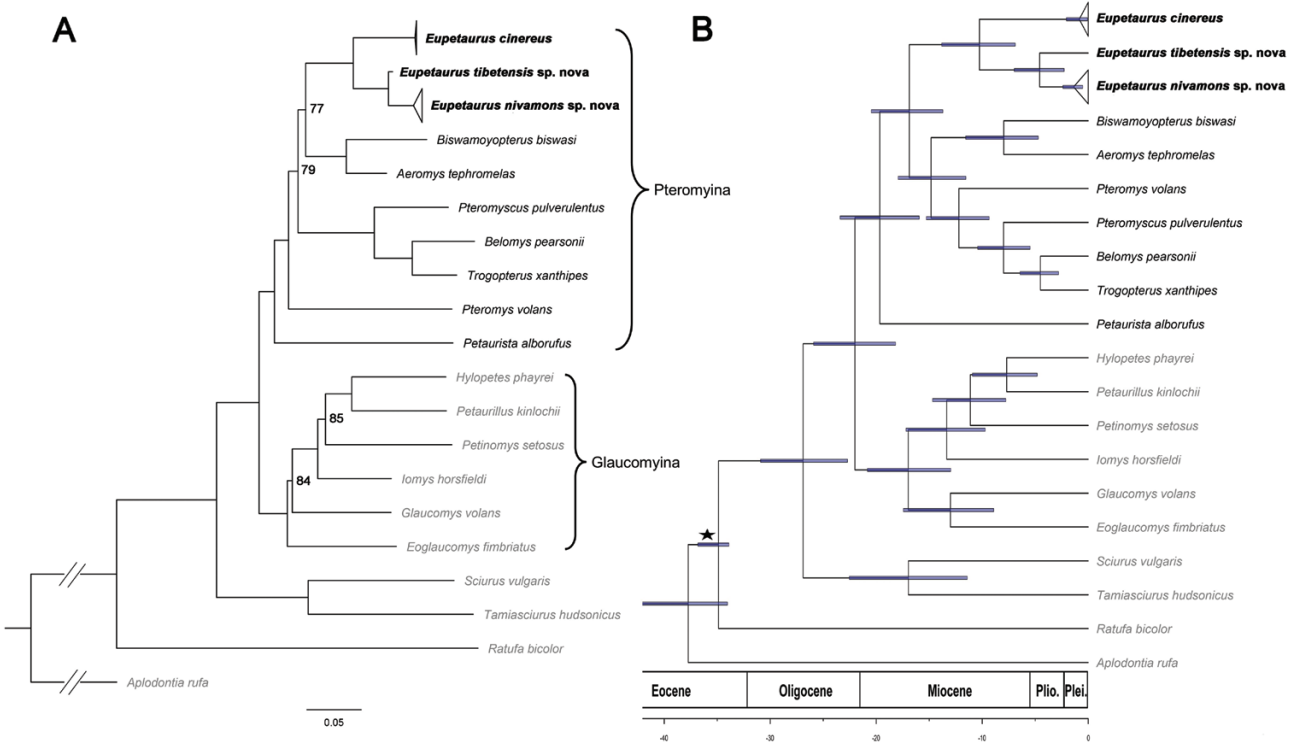 A
Eupetaurus cinereus
Eupetaurus tibetensis sp. nova
Eupetaurus nivamons sp. nova
77
Biswamoyopterus biswasi
79
Aeromys tephromelas
Pteromyina
Pteromyscus pulverulentus
Belomys pearsonii
Trogopterus xanthipes
Pteromys volans
Petaurista alborufus
Hylopetes phayrei
85
Petaurillus kinlochii
Petinomys setosus
Glaucomyina
84
Iomys horsfieldi
Glaucomys volans
Eoglaucomys fimbriatus
Sciurus vulgaris
Tamiasciurus hudsonicus
Ratufa bicolor
Aplodontia rufa
0.05
B
Eupetaurus cinereus
Eupetaurus tibetensis sp. nova
Eupetaurus nivamons sp. nova
Biswamoyopterus biswasi
Aeromys tephromelas
Pteromys volans
Pteromyscus pulverulentus
Belomys pearsonii
Trogopterus xanthipes
Petaurista alborufus
Hylopetes phayrei
Petaurillus kinlochii
Petinomys setosus
Iomys horsfieldi
Glaucomys volans
Eoglaucomys fimbriatus
Sciurus vulgaris
Tamiasciurus hudsonicus
Ratufa bicolor
Aplodontia rufa
Eocene Oligocene Miocene Plio. Plei.
-40 -30 -20 -10 0